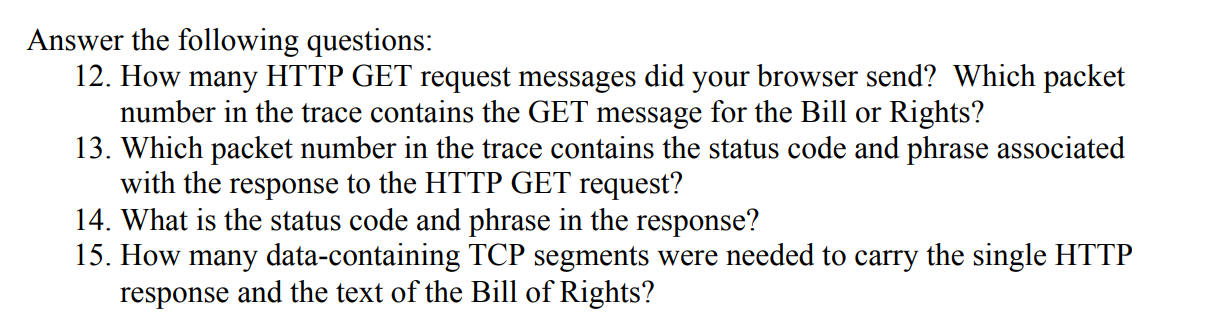 Answer the following questions:
12. How many HTTP GET request messages did your browser send?  Which packet
number in the trace contains the GET message for the Bill or Rights?
13. Which packet number in the trace contains the status code and phrase associated
with the response to the HTTP GET request?
14. What is the status code and phrase in the response?
15. How many data-containing TCP segments were needed to carry the single HTTP
response and the text of the Bill of Rights?